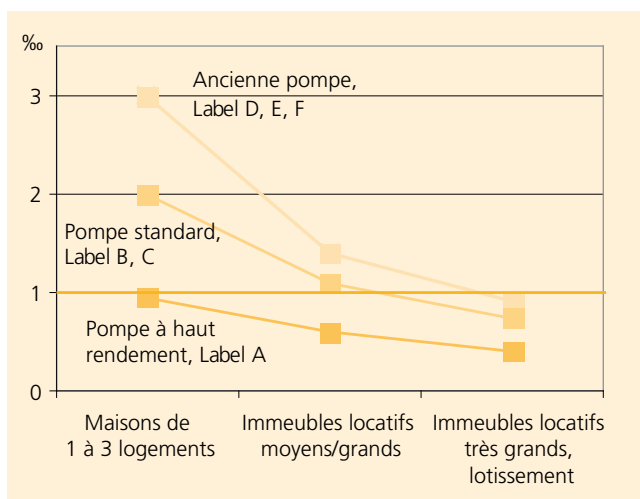 ‰
3
2
1
0
Ancienne pompe,
Label D, E, F
Pompe standard,
Label B, C
Pompe à haut
rendement, Label A
Maisons de
1 à 3 logements
Immeubles locatifs
moyens/grands
Immeubles locatifs
très grands,
lotissement